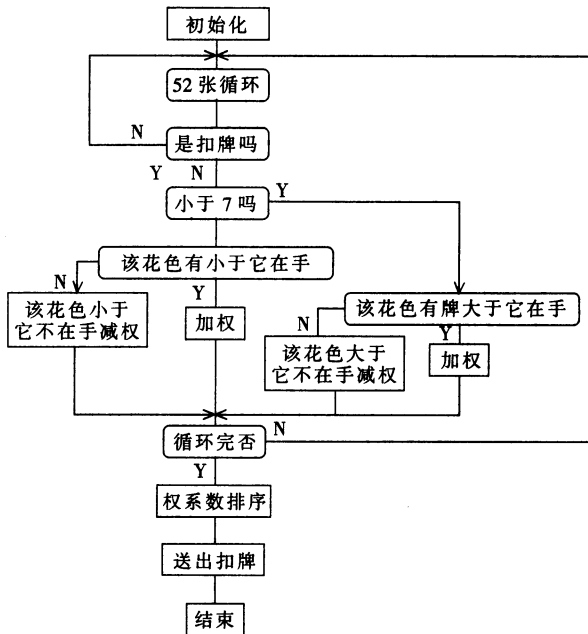 初始化
52 张循环
N
是扣牌吗
Y N
小于 7 吗
Y
该花色有小于它在手
N
Y
该花色小于
它不在手减权
加权
该花色有牌大于它在手
N
Y
该花色大于
它不在手减权
加权
循环完否
N
Y
权系数排序
送出扣牌
结束